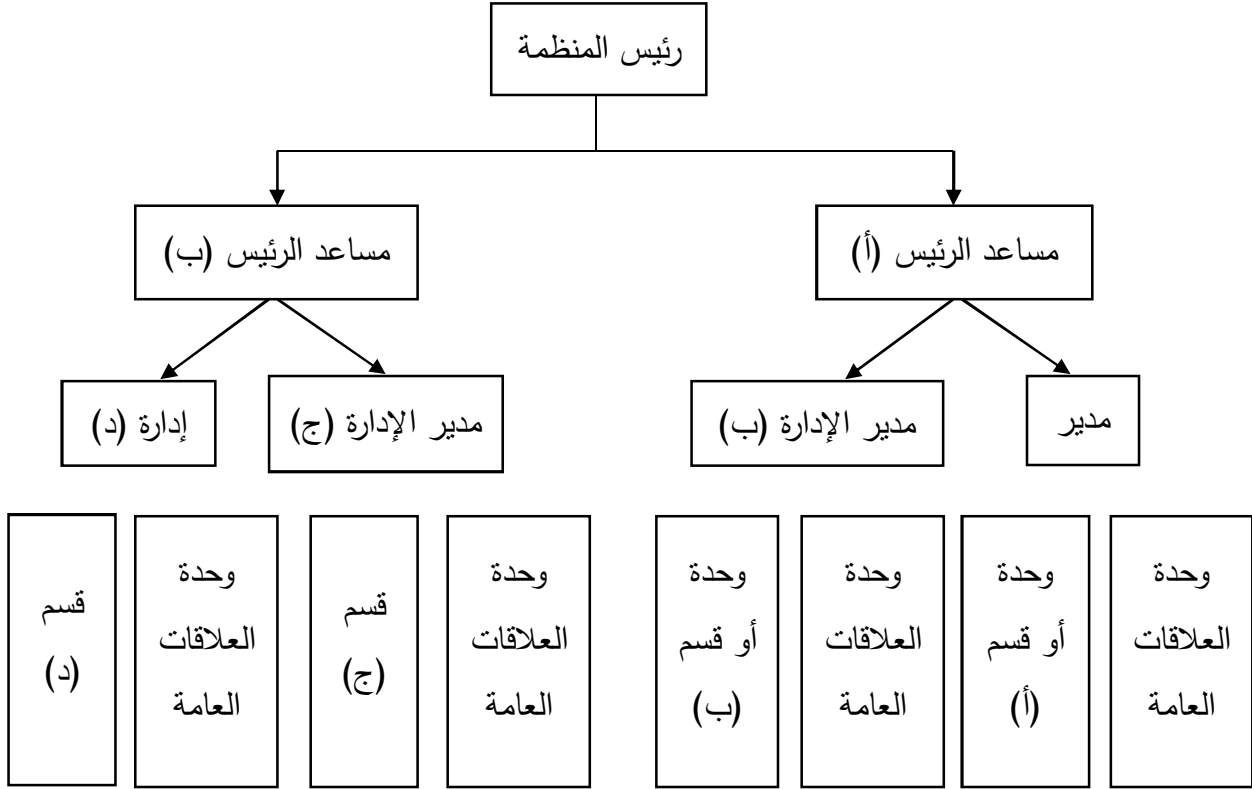 رئيس المنظمة
مساعد الرئيس (أ)
مساعد الرئيس (ب)
مدير
مدير الإدارة (ب)
مدير الإدارة (ج)
إدارة (د)
وحدة
العلاقات
العامة
وحدة
أو قسم
(أ)
وحدة
العلاقات
العامة
وحدة
أو قسم
(ب)
وحدة
العلاقات
العامة
قسم
(ج)
وحدة
العلاقات
العامة
قسم
(د)